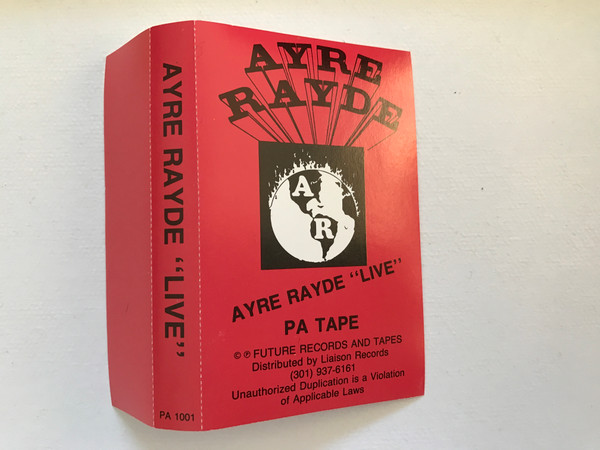 AYRE RAYDE "LIVE"
PA 1001
AYRE
RAYDE
A
R
AYRE RAYDE "LIVE"
PA TAPE
© ℗ FUTURE RECORDS AND TAPES
Distributed by Liaison Records
(301) 937-6161
Unauthorized Duplication is a Violation
of Applicable Laws